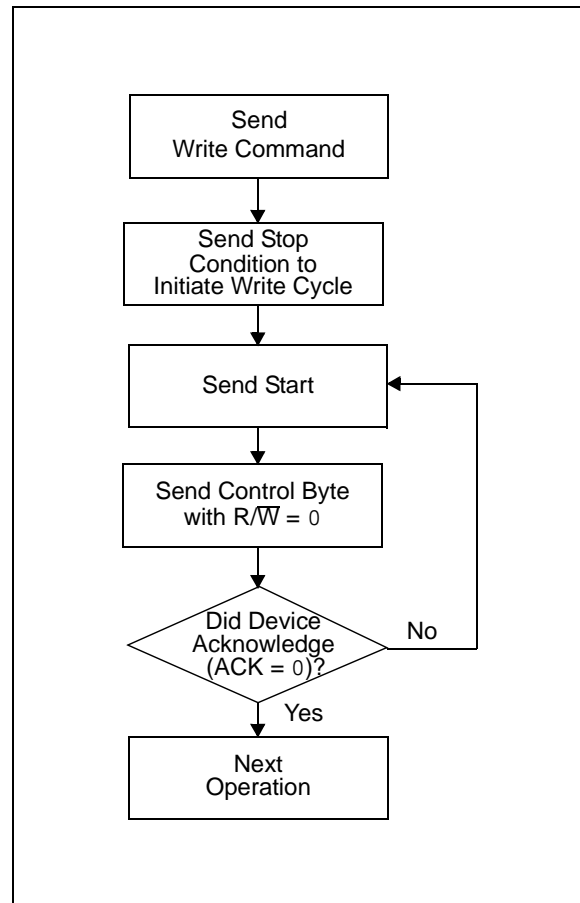 Send
Write Command
Send Stop
Condition to
Initiate Write Cycle
Send Start
Send Control Byte
with R/W̅ = 0
Did Device
Acknowledge
(ACK = 0)?
No
Yes
Next
Operation